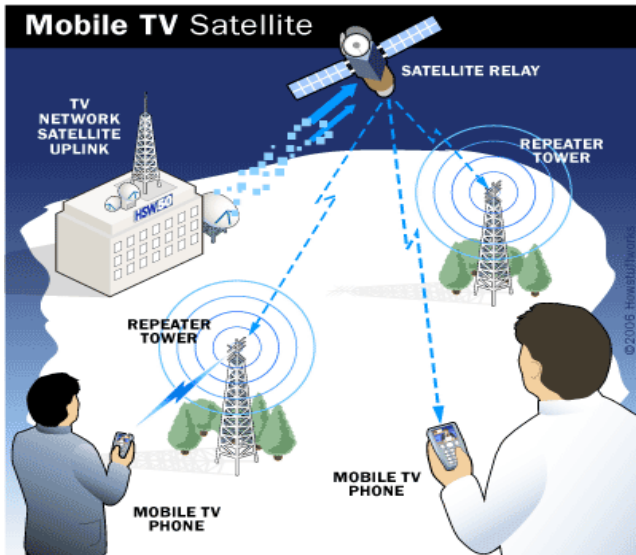 Mobile TV Satellite
SATELLITE RELAY
TV
NETWORK
SATELLITE
UPLINK
REPEATER
TOWER
HSW50
REPEATER
TOWER
©2006 HowStuffWorks
MOBILE TV
PHONE
MOBILE TV
PHONE